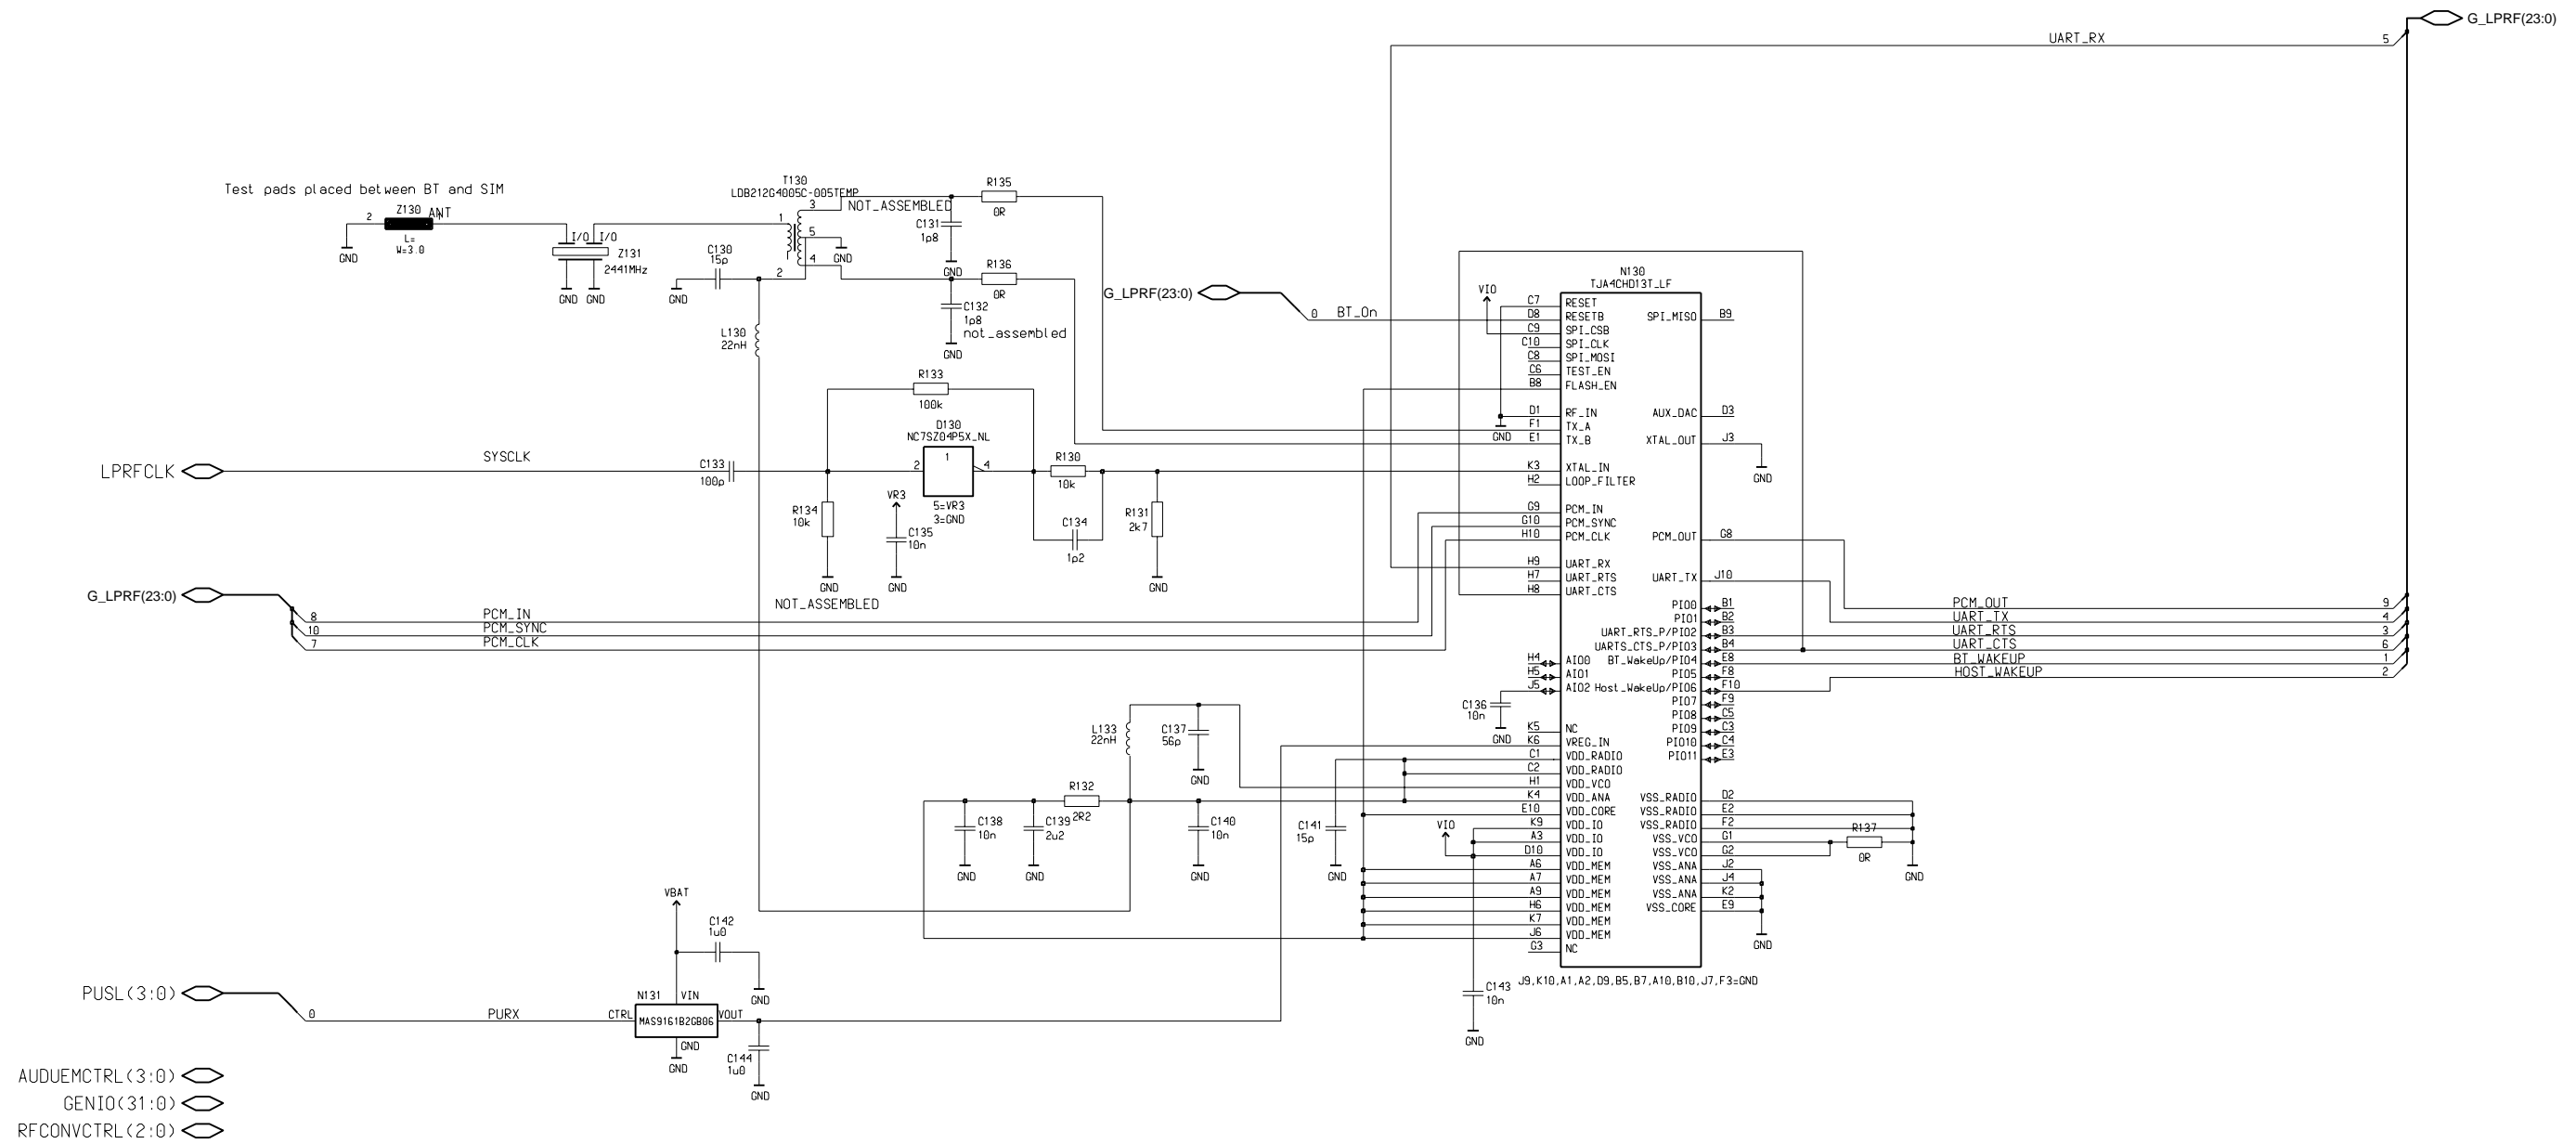 G_LPRF(23:0)
UART_RX
5
Test pads placed between BT and SIM
Z130
ANT
2
1
L=
W=3.0
GND
I/O
I/O
Z131
2441MHz
GND
GND
T130
LDB212G4005C-005TEMP
1
3
5
4
2
GND
C130
15p
GND
NOT_ASSEMBLED
C131
1p8
GND
R135
0R
R136
0R
C132
1p8
not_assembled
GND
L130
22nH
G_LPRF(23:0)
0
BT_On
R133
100k
D130
NC7SZ04P5X_NL
1
2
4
5=VR3
3=GND
LPRFCLK
SYSCLK
C133
100p
R134
10k
GND
NOT_ASSEMBLED
VR3
C135
10n
GND
R130
10k
C134
1p2
R131
2k7
GND
G_LPRF(23:0)
8
PCM_IN
10
PCM_SYNC
7
PCM_CLK
N130
TJA4CHD13T_LF
VIO
GND
C7 RESET
D8 RESETB
C9 SPI_CSB
C10 SPI_CLK
C8 SPI_MOSI
C6 TEST_EN
B8 FLASH_EN
D1 RF_IN
F1 TX_A
E1 TX_B
K3 XTAL_IN
H2 LOOP_FILTER
G9 PCM_IN
G10 PCM_SYNC
H10 PCM_CLK
H9 UART_RX
H7 UART_RTS
H8 UART_CTS
H4 AIO0
H5 AIO1
J5 AIO2
K5 NC
K6 VREG_IN
C1 VDD_RADIO
C2 VDD_RADIO
H1 VDD_VCO
K4 VDD_ANA
E10 VDD_CORE
K9 VDD_IO
A3 VDD_IO
D10 VDD_IO
A6 VDD_MEM
A7 VDD_MEM
A9 VDD_MEM
H6 VDD_MEM
K7 VDD_MEM
J6 VDD_MEM
G3 NC
SPI_MISO B9
AUX_DAC D3
XTAL_OUT J3
GND
PCM_OUT G8
UART_TX J10
PIO0 B1
PIO1 B2
UART_RTS_P/PIO2 B3
UARTS_CTS_P/PIO3 B4
BT_WakeUp/PIO4 E8
PIO5 F8
Host_WakeUp/PIO6 F10
PIO7 F9
PIO8 C5
PIO9 C3
PIO10 C4
PIO11 E3
VSS_RADIO D2
VSS_RADIO E2
VSS_RADIO F2
VSS_VCO G1
VSS_VCO G2
VSS_ANA J2
VSS_ANA J4
VSS_ANA K2
VSS_CORE E9
J9,K10,A1,A2,D9,B5,B7,A10,B10,J7,F3=GND
R137
0R
GND
GND
PCM_OUT 9
UART_TX 4
UART_RTS 3
UART_CTS 6
BT_WAKEUP 1
HOST_WAKEUP 2
C136
10n
GND
L133
22nH
C137
56p
GND
R132
2R2
C138
10n
GND
C139
2u2
GND
C140
10n
GND
C141
15p
GND
VIO
C143
10n
GND
VBAT
C142
1u0
GND
N131
VIN
CTRL
MAS9161B2GB06
VOUT
GND
GND
C144
1u0
GND
PUSL(3:0)
0
PURX
AUDUEMCTRL(3:0)
GENIO(31:0)
RFCONVCTRL(2:0)